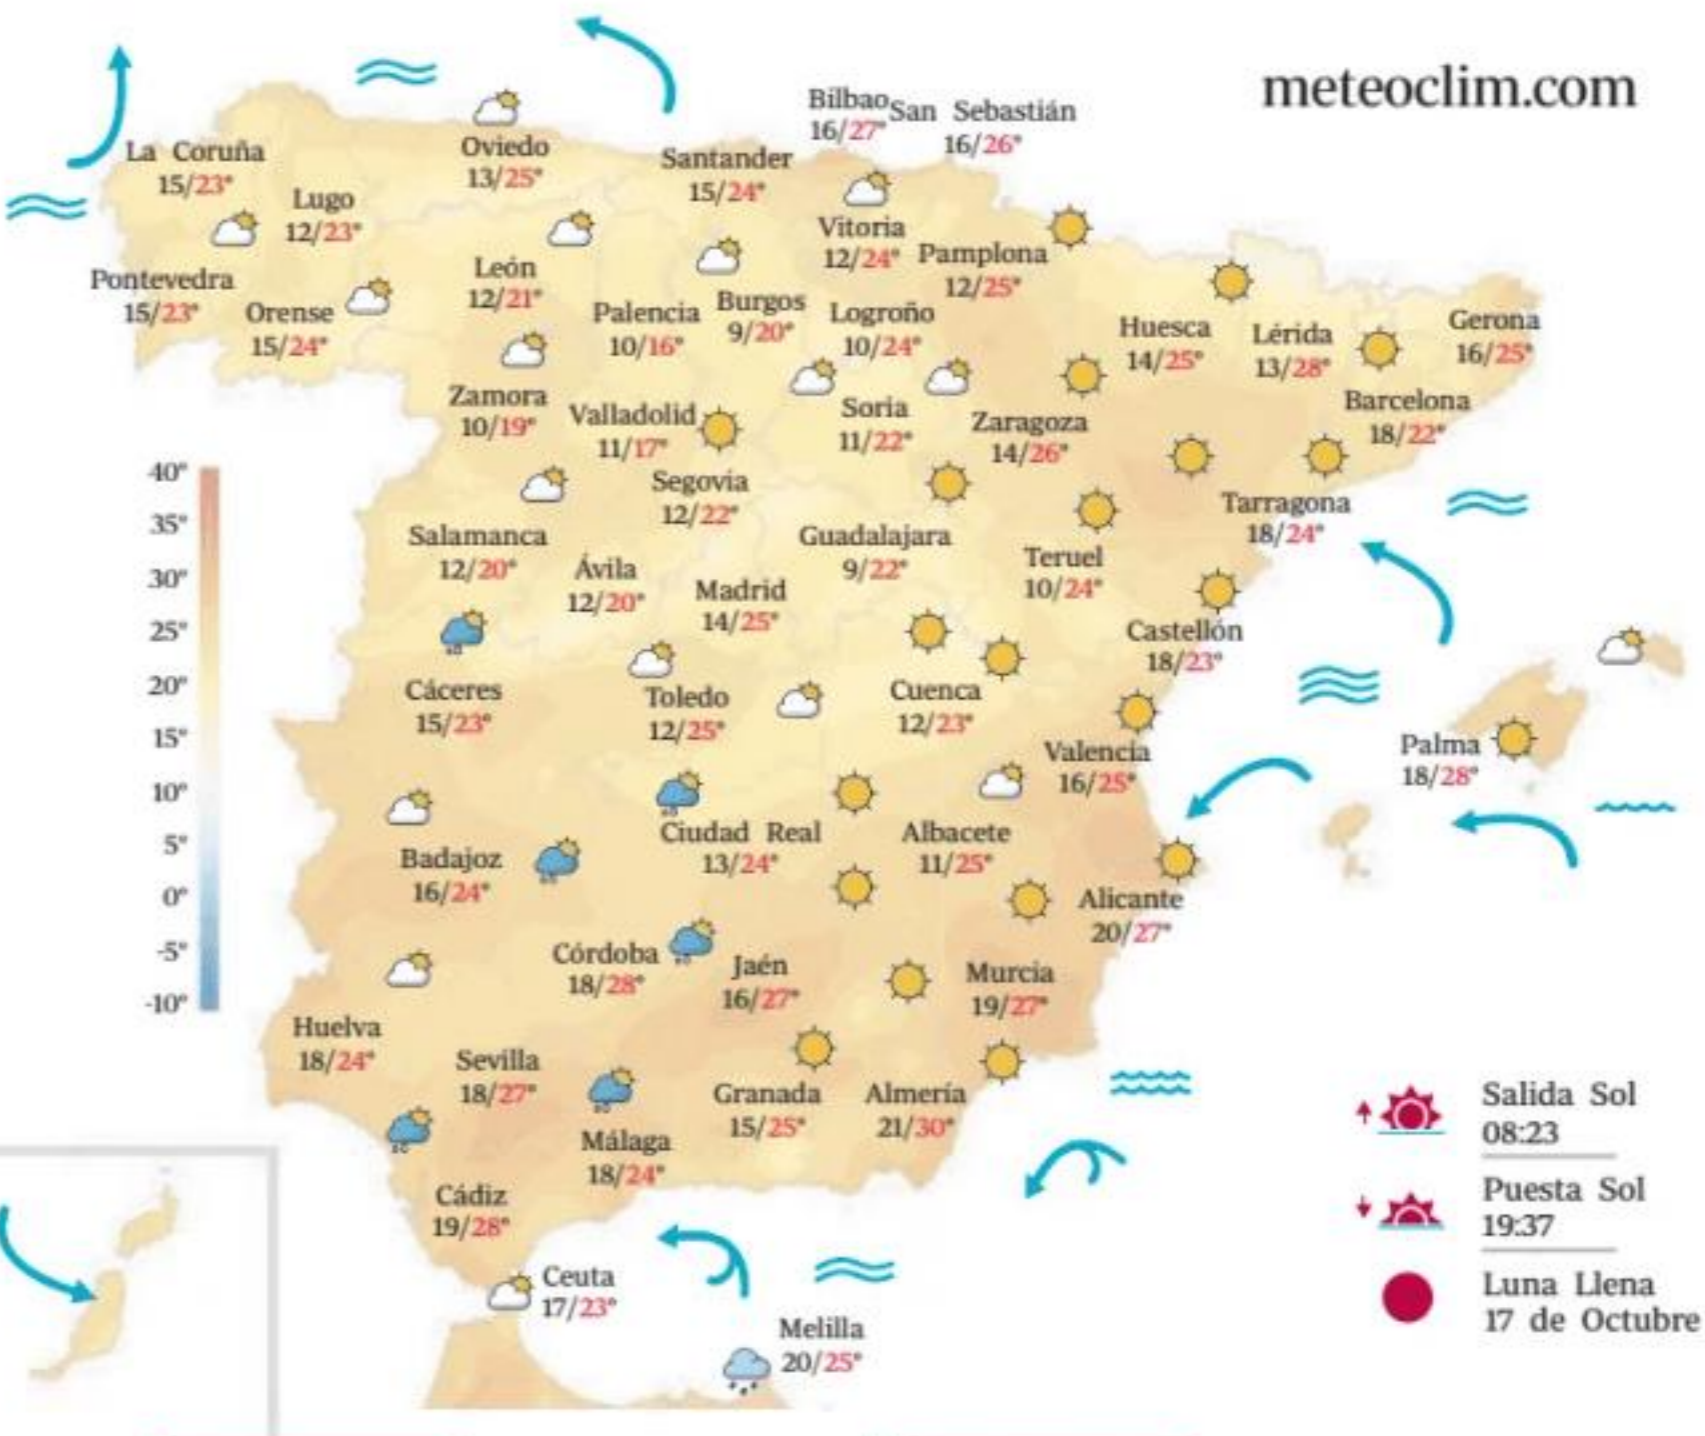 meteoclim.com
Bilbao
16/27°
San Sebastián
16/26°
La Coruña
15/23°
Oviedo
13/25°
Santander
15/24°
Lugo
12/23°
Vitoria
12/24°
Pamplona
12/25°
Pontevedra
15/23°
Orense
15/24°
León
12/21°
Palencia
10/16°
Burgos
9/20°
Logroño
10/24°
Huesca
14/25°
Lérida
13/28°
Gerona
16/25°
Zamora
10/19°
Valladolid
11/17°
Soria
11/22°
Zaragoza
14/26°
Barcelona
18/22°
Segovia
12/22°
Tarragona
18/24°
Salamanca
12/20°
Ávila
12/20°
Madrid
14/25°
Guadalajara
9/22°
Teruel
10/24°
Castellón
18/23°
Cáceres
15/23°
Toledo
12/25°
Cuenca
12/23°
Valencia
16/25°
Palma
18/28°
Badajoz
16/24°
Ciudad Real
13/24°
Albacete
11/25°
Alicante
20/27°
Córdoba
18/28°
Jaén
16/27°
Murcia
19/27°
Huelva
18/24°
Sevilla
18/27°
Granada
15/25°
Almería
21/30°
Málaga
18/24°
Cádiz
19/28°
Ceuta
17/23°
Melilla
20/25°
40°
35°
30°
25°
20°
15°
10°
5°
0°
-5°
-10°
Salida Sol
08:23
Puesta Sol
19:37
Luna Llena
17 de Octubre